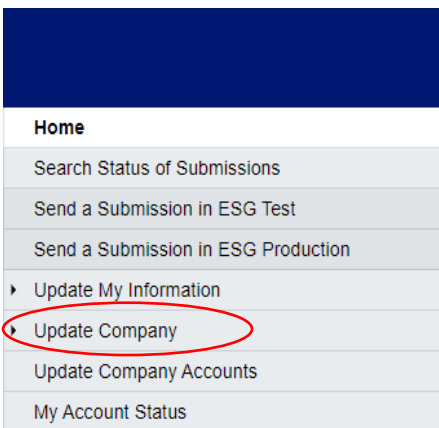 Home
Search Status of Submissions
Send a Submission in ESG Test
Send a Submission in ESG Production
Update My Information
Update Company
Update Company Accounts
My Account Status